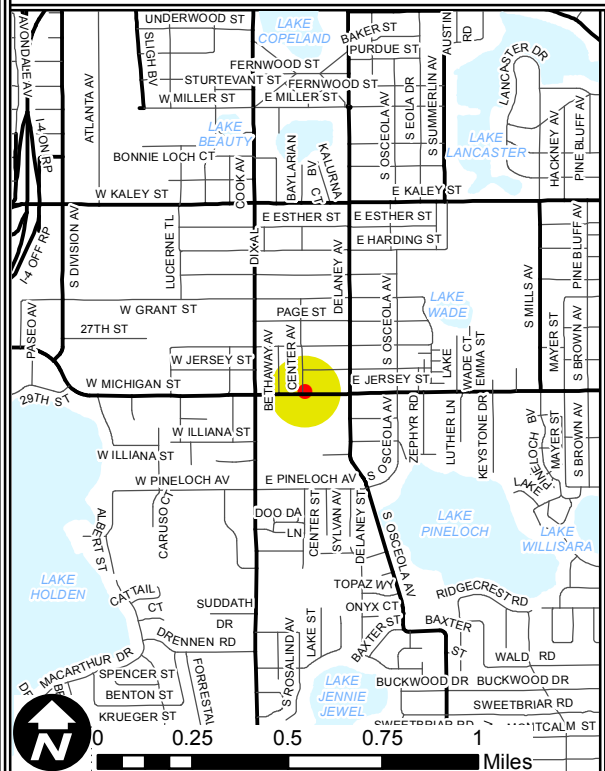 UNDERWOOD ST
LAKE
COPELAND
BAKER ST
PURDUE ST
AUSTIN
RD
AVONDALE AV
SLIGH BV
ATLANTA AV
FERNWOOD ST
STURTEVANT ST
FERNWOOD ST
W MILLER ST
E MILLER ST
S OSCEOLA AV
S EOLA DR
S SUMMERLIN AV
LANCASTER DR
HACKNEY AV
PINE BLUFF AV
LAKE
BEAUTY
LAKE
LANCASTER
I-4 ON RP
BONNIE LOCH CT
COOK AV
BAYLARIAN
BV
KALURNA
CT
W KALEY ST
E KALEY ST
E ESTHER ST
E ESTHER ST
E HARDING ST
S DIVISION AV
LUCERNE TL
DIXIE AL
DELANEY AV
I-4 OFF RP
S MILLS AV
PINE BLUFF AV
LAKE
WADE
W GRANT ST
PAGE ST
27TH ST
PASEO AV
S OSCEOLA AV
W JERSEY ST
BETHAWAY AV
CENTER AV
E JERSEY ST
LAKE
WADE CT
EMMA ST
MAYER ST
S BROWN AV
W MICHIGAN ST
29TH ST
W ILLIANA ST
W ILLIANA ST
S OSCEOLA AV
ZEPHYR RD
LUTHER LN
KEYSTONE DR
PINELOCH BV
LAKE
MAYER ST
S BROWN AV
W PINELOCH AV
E PINELOCH AV
ALBERT ST
CARUSO CT
DOO DA
LN
CENTER ST
SYLVAN AV
DELANEY ST
S OSCEOLA AV
LAKE
PINELOCH
LAKE
WILLISARA
LAKE
HOLDEN
CATTAIL
CT
SUDDATH
DR
DRENNEN RD
TOPAZ WY
ONYX CT
RIDGECREST RD
BAXTER ST
BAXTER
ST
S ROSALIND AV
LAKE ST
WALD RD
MACARTHUR DR
SPENCER ST
BENTON ST
KRUEGER ST
FORRESTAL
LAKE
JENNIE
JEWEL
BUCKWOOD DR
BUCKWOOD DR
SWEETBRIAR RD
SWEETBRIAR RD
MONTCALM ST
N
0 0.25 0.5 0.75 1
Miles